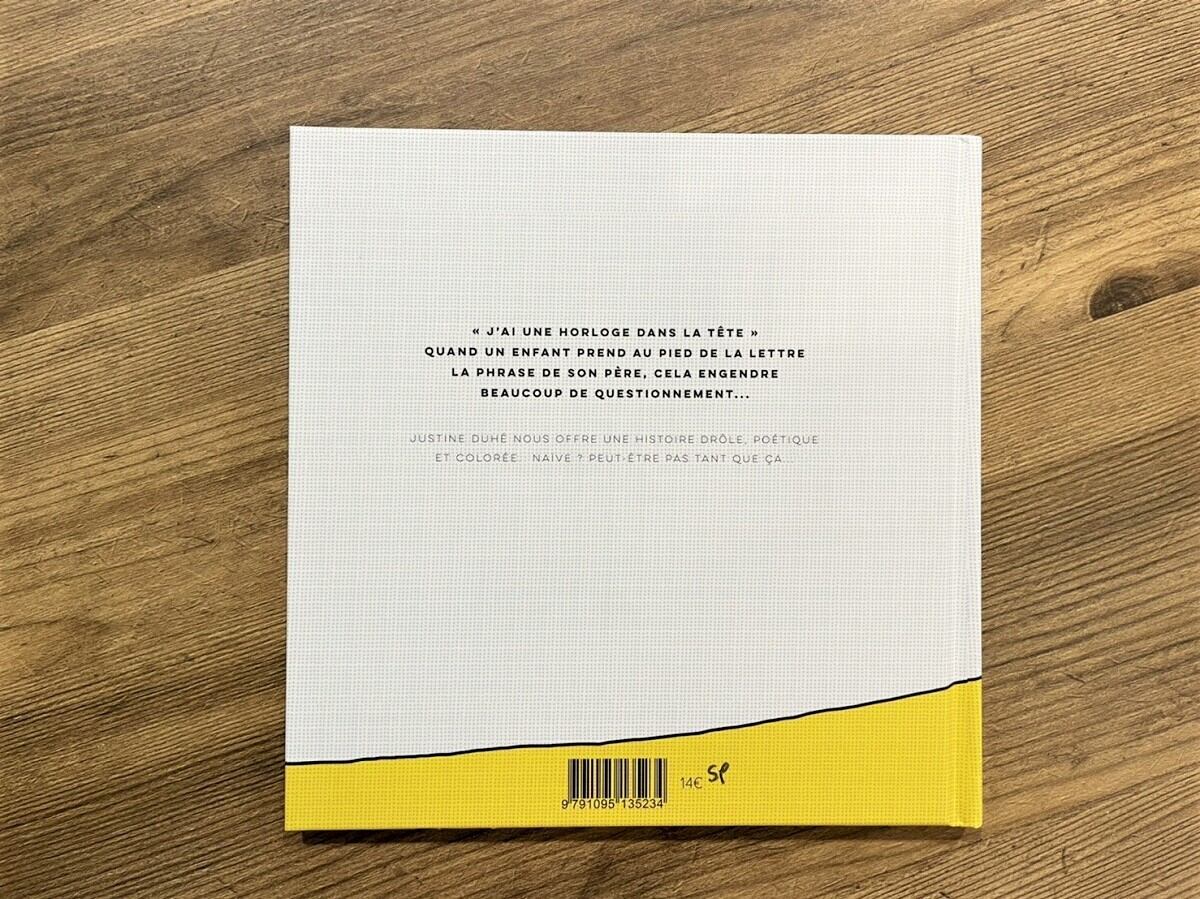 « J'AI UNE HORLOGE DANS LA TÊTE »
QUAND UN ENFANT PREND AU PIED DE LA LETTRE
LA PHRASE DE SON PÈRE, CELA ENGENDRE
BEAUCOUP DE QUESTIONNEMENT...
JUSTINE DUHÉ NOUS OFFRE UNE HISTOIRE DRÔLE, POÉTIQUE
ET COLORÉE. NAÏVE ? PEUT-ÊTRE PAS TANT QUE ÇA...
14€ SP
9 791095 135234